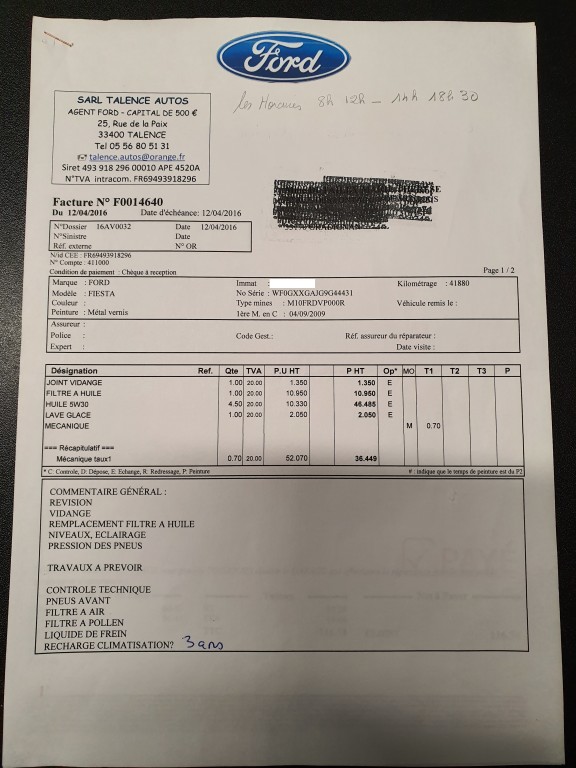 Ford
les Horaires 8h 12h - 14h 18h30
SARL TALENCE AUTOS
AGENT FORD - CAPITAL DE 500 €
25, Rue de la Paix
33400 TALENCE
Tel 05 56 80 51 31
talence.autos@orange.fr
Siret 493 918 296 00010 APE 4520A
N°TVA intracom. FR69493918296
Facture N° F0014640
Du 12/04/2016 Date d'échéance: 12/04/2016
N°Dossier 16AV0032 Date 12/04/2016
N°Sinistre Date
Réf. externe N° OR
N/id CEE : FR69493918296
N° Compte : 411000
Condition de paiement : Chèque à reception
Page 1 / 2
Marque : FORD Immat : Kilométrage : 41880
Modèle : FIESTA No Série : WF0GXXGAJG9G44431
Couleur : Type mines : M10FRDVP000R Véhicule remis le :
Peinture : Métal vernis 1ère M. en C : 04/09/2009
Assureur :
Police : Code Gest.: Réf. assureur du réparateur :
Expert : Date visite :
Désignation Ref. Qte TVA P.U HT P HT Op* MO T1 T2 T3 P
JOINT VIDANGE 1.00 20.00 1.350 1.350 E
FILTRE A HUILE 1.00 20.00 10.950 10.950 E
HUILE 5W30 4.50 20.00 10.330 46.485 E
LAVE GLACE 1.00 20.00 2.050 2.050 E
MECANIQUE M 0.70
=== Récapitulatif ===
Mécanique taux1 0.70 20.00 52.070 36.449
* C: Controle, D: Dépose, E: Echange, R: Redressage, P: Peinture
# : indique que le temps de peinture est du P2
COMMENTAIRE GÉNÉRAL :
REVISION
VIDANGE
REMPLACEMENT FILTRE A HUILE
NIVEAUX, ECLAIRAGE
PRESSION DES PNEUS
TRAVAUX A PREVOIR
CONTROLE TECHNIQUE
PNEUS AVANT
FILTRE A AIR
FILTRE A POLLEN
LIQUIDE DE FREIN
RECHARGE CLIMATISATION? 3 ans